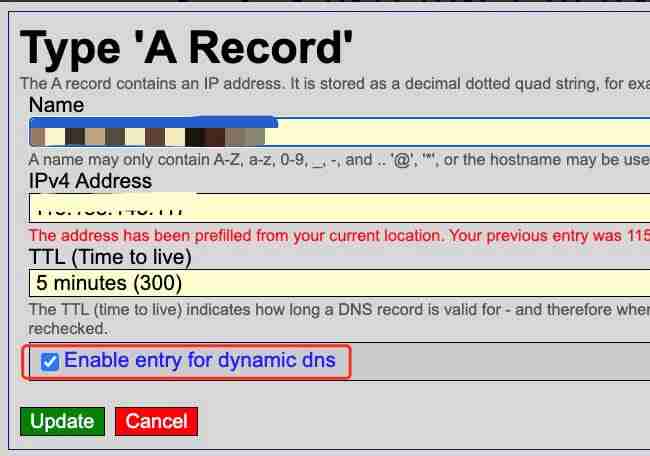 Type 'A Record'
The A record contains an IP address. It is stored as a decimal dotted quad string, for exa
Name
A name may only contain A-Z, a-z, 0-9, _, -, and .. '@', '*', or the hostname may be use
IPv4 Address
The address has been prefilled from your current location. Your previous entry was 115
TTL (Time to live)
5 minutes (300)
The TTL (time to live) indicates how long a DNS record is valid for - and therefore whe
rechecked.
Enable entry for dynamic dns
Update Cancel